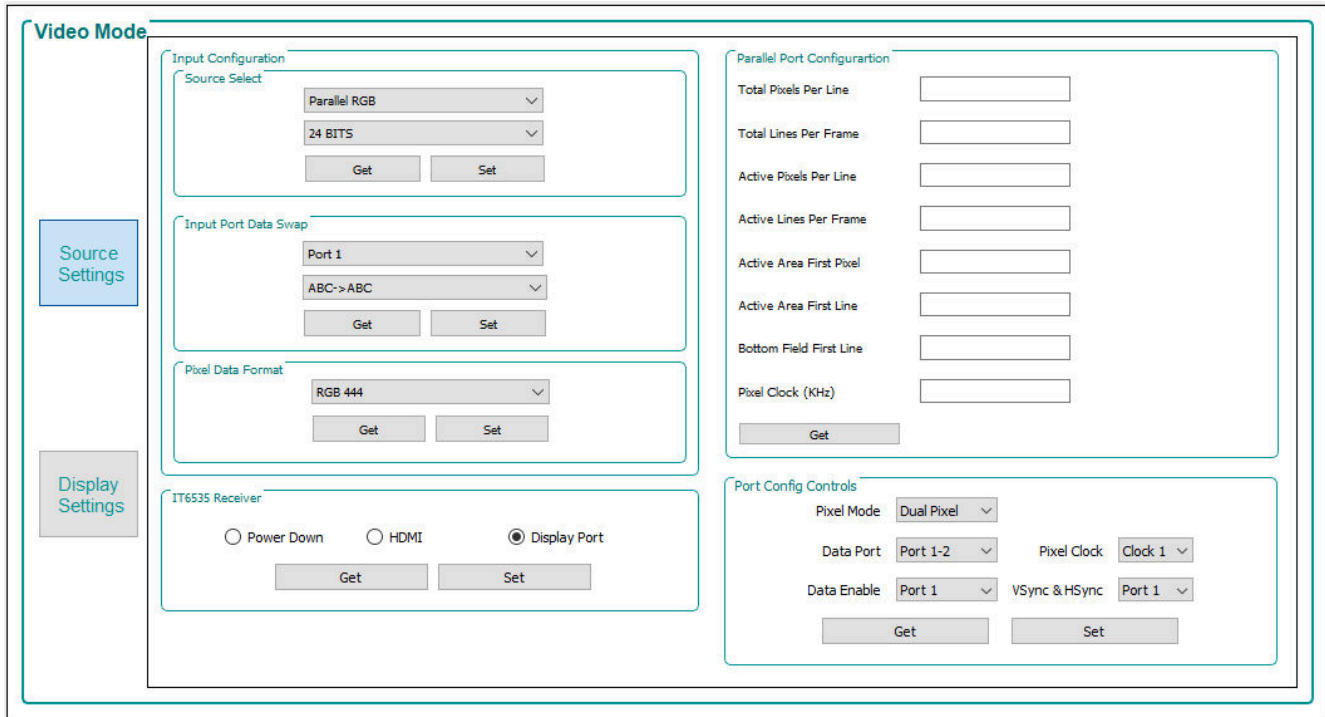 Video Mode
Source
Settings
Display
Settings
Input Configuration
Source Select
Parallel RGB
24 BITS
Get Set
Input Port Data Swap
Port 1
ABC->ABC
Get Set
Pixel Data Format
RGB 444
Get Set
IT6535 Receiver
Power Down HDMI Display Port
Get Set
Parallel Port Configurartion
Total Pixels Per Line
Total Lines Per Frame
Active Pixels Per Line
Active Lines Per Frame
Active Area First Pixel
Active Area First Line
Bottom Field First Line
Pixel Clock (KHz)
Get
Port Config Controls
Pixel Mode Dual Pixel
Data Port Port 1-2 Pixel Clock Clock 1
Data Enable Port 1 VSync & HSync Port 1
Get Set